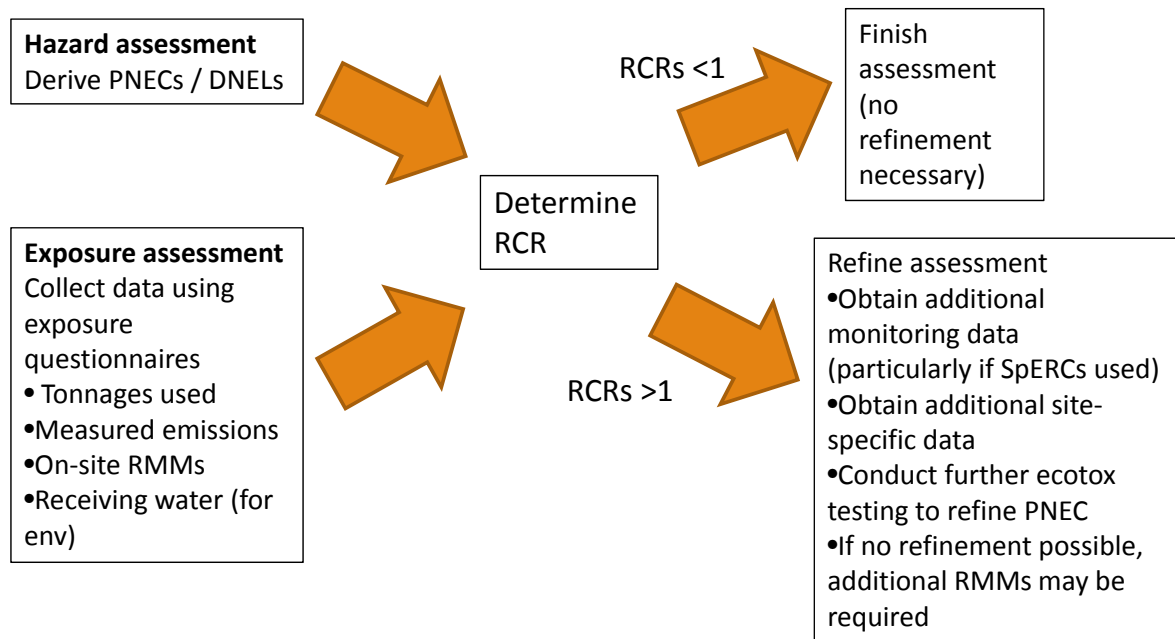 Hazard assessment
Derive PNECs / DNELs
Exposure assessment
Collect data using
exposure
questionnaires
• Tonnages used
•Measured emissions
•On-site RMMs
•Receiving water (for
env)
Determine
RCR
RCRs <1
Finish
assessment
(no
refinement
necessary)
RCRs >1
Refine assessment
•Obtain additional
monitoring data
(particularly if SpERCs used)
•Obtain additional site-
specific data
•Conduct further ecotox
testing to refine PNEC
•If no refinement possible,
additional RMMs may be
required